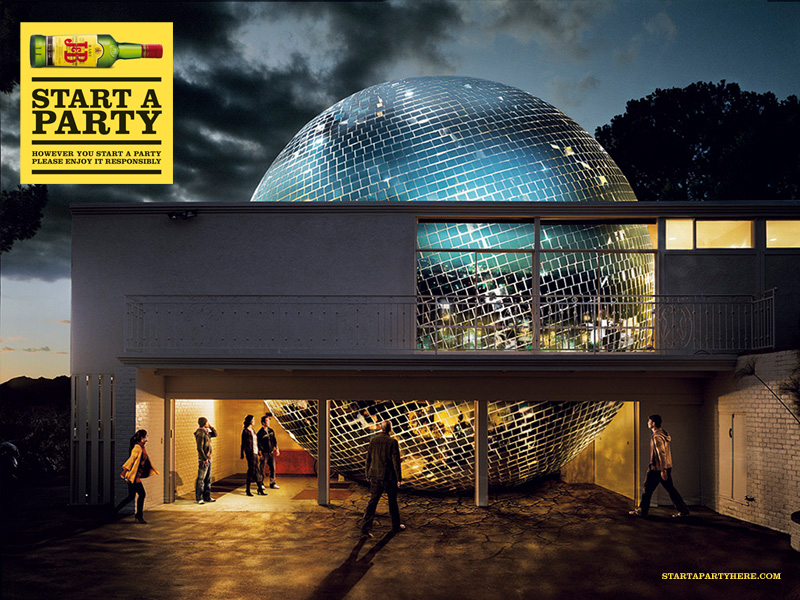 J&B
START A
PARTY
HOWEVER YOU START A PARTY
PLEASE ENJOY IT RESPONSIBLY
STARTAPARTYHERE.COM